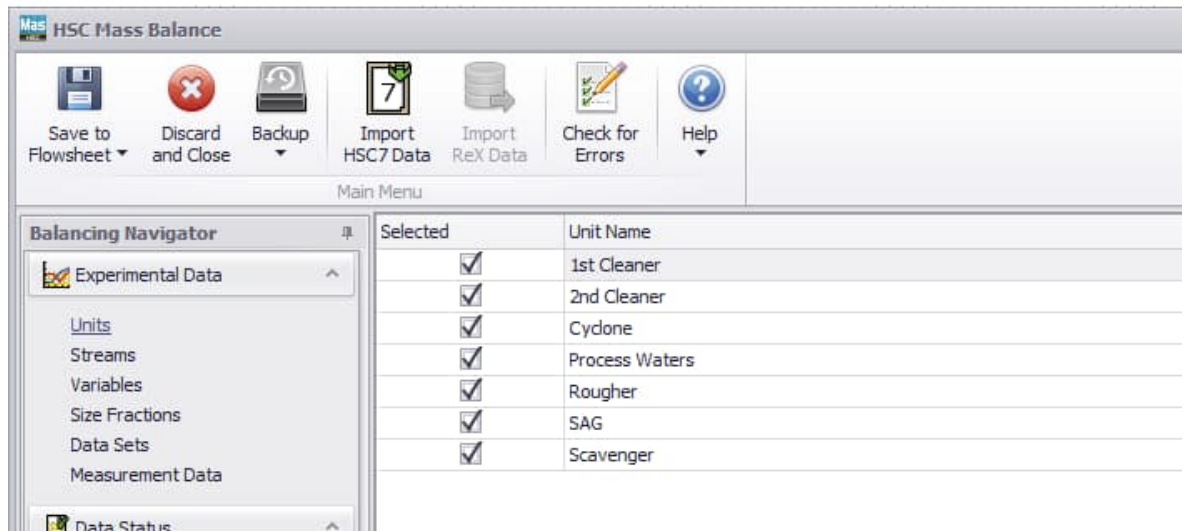 Mas HSC Mass Balance
Save to Flowsheet
Discard and Close
Backup
7
Import HSC7 Data
Import ReX Data
Check for Errors
Help
Main Menu
Balancing Navigator
Selected Unit Name
Experimental Data
Units
Streams
Variables
Size Fractions
Data Sets
Measurement Data
Data Status
1st Cleaner
2nd Cleaner
Cyclone
Process Waters
Rougher
SAG
Scavenger